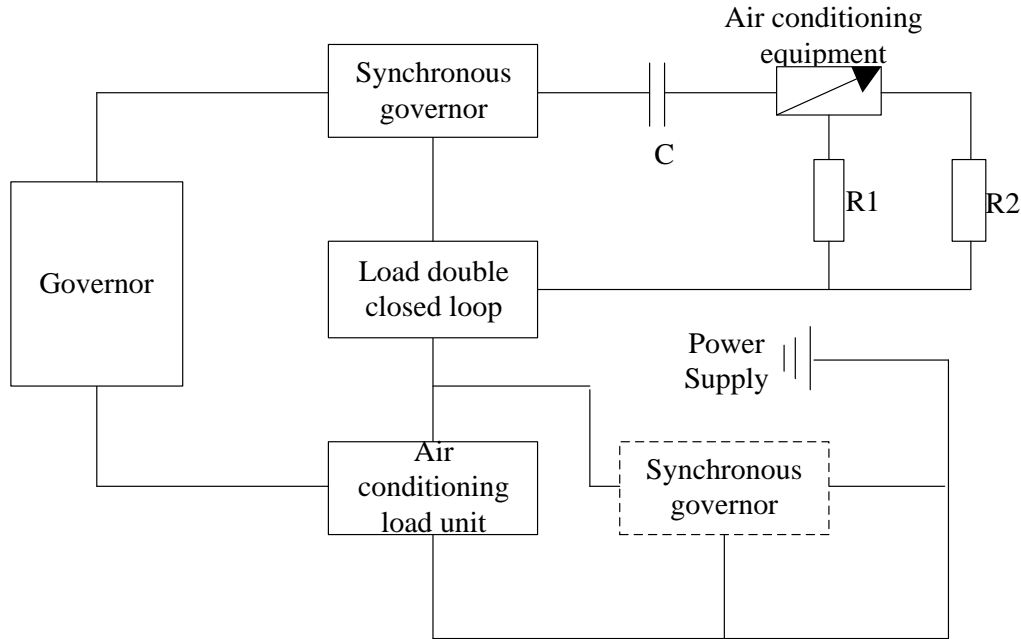 Air conditioning
equipment
Synchronous
governor
C
R1
R2
Governor
Load double
closed loop
Power
Supply
Air
conditioning
load unit
Synchronous
governor